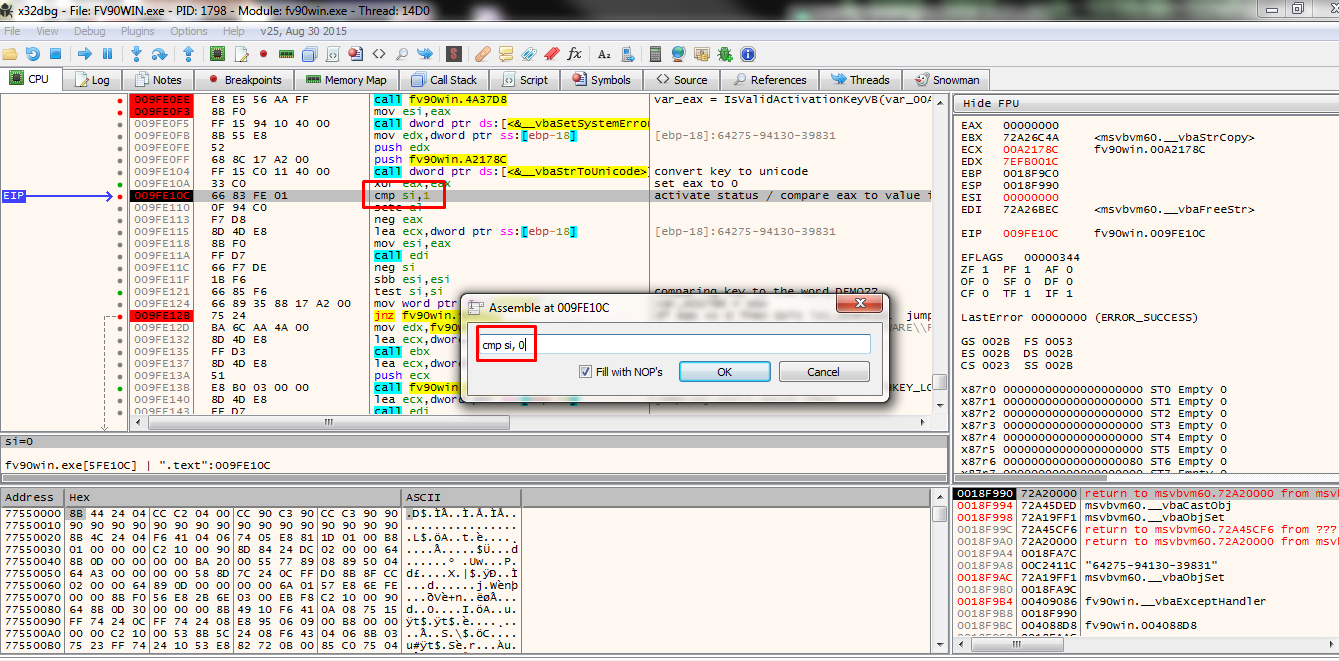 x32dbg - File: FV90WIN.exe - PID: 1798 - Module: fv90win.exe - Thread: 14D0
File View Debug Plugins Options Help v25, Aug 30 2015
CPU Log Notes Breakpoints Memory Map Call Stack Script Symbols Source References Threads Snowman
009FE0EE E8 E5 56 AA FF call fv90win.4A37D8 var_eax = IsValidActivationKeyVB(var_00A
009FE0F3 8B F0 mov esi,eax
009FE0F5 FF 15 94 10 40 00 call dword ptr ds:[<&__vbaSetSystemErro
009FE0FB 8B 55 E8 mov edx,dword ptr ss:[ebp-18] [ebp-18]:64275-94130-39831
009FE0FE 52 push edx
009FE0FF 68 8C 17 A2 00 push fv90win.A2178C
009FE104 FF 15 C0 11 40 00 call dword ptr ds:[<&__vbaStrToUnicode>] convert key to unicode
009FE10A 33 C0 xor eax,eax set eax to 0
EIP 009FE10C 66 83 FE 01 cmp si,1 activate status / compare eax to value i
009FE110 0F 94 C0 sete al
009FE113 F7 D8 neg eax
009FE115 8D 4D E8 lea ecx,dword ptr ss:[ebp-18] [ebp-18]:64275-94130-39831
009FE118 8B F0 mov esi,eax
009FE11A FF D7 call edi
009FE11C 66 F7 DE neg si
009FE11F 1B F6 sbb esi,esi
009FE121 66 85 F6 test si,si comparing key to the word DEMO??
009FE124 66 89 35 88 17 A2 00 mov word ptr
009FE12B 75 24 jnz fv90win. jump
009FE12D BA 6C AA 4A 00 mov edx,fv90
009FE132 8D 4D E8 lea ecx,dwor
009FE135 FF D3 call ebx
009FE137 8D 4D E8 lea ecx,dwor
009FE13A 51 push ecx
009FE13B E8 B0 03 00 00 call fv90win
009FE140 8D 4D E8 lea ecx,dwor
009FE143 FF D7 call edi
Assemble at 009FE10C
cmp si, 0
Fill with NOP's OK Cancel
si=0
fv90win.exe[5FE10C] | ".text":009FE10C
Hide FPU
EAX 00000000
EBX 72A26C4A <msvbvm60.__vbaStrCopy>
ECX 00A2178C fv90win.00A2178C
EDX 7EFB001C
EBP 0018F9C0
ESP 0018F990
ESI 00000000
EDI 72A26BEC <msvbvm60.__vbaFreeStr>
EIP 009FE10C fv90win.009FE10C
EFLAGS 00000344
ZF 1 PF 1 AF 0
OF 0 SF 0 DF 0
CF 0 TF 1 IF 1
LastError 00000000 (ERROR_SUCCESS)
GS 002B FS 0053
ES 002B DS 002B
CS 0023 SS 002B
x87r0 00000000000000000000 ST0 Empty 0
x87r1 00000000000000000000 ST1 Empty 0
x87r2 00000000000000000000 ST2 Empty 0
x87r3 00000000000000000000 ST3 Empty 0
x87r4 00000000000000000000 ST4 Empty 0
x87r5 00000000000000000000 ST5 Empty 0
x87r6 00000000000000000080 ST6 Empty 0
Address Hex ASCII
77550000 8B 44 24 04 CC C2 04 00 CC 90 C3 90 CC C3 90 90
77550010 90 90 90 90 90 90 90 90 90 90 90 90 90 90 90 90
77550020 8B 4C 24 04 F6 41 04 06 74 05 E8 81 1D 01 00 B8
77550030 01 00 00 00 C2 10 00 90 8D 84 24 DC 02 00 00 64
77550040 8B 0D 00 00 00 00 BA 20 00 55 77 89 08 89 50 04
77550050 64 A3 00 00 00 00 58 8D 7C 24 0C FF D0 8B 8F CC
77550060 02 00 00 64 89 0D 00 00 00 00 6A 01 57 E8 6E FE
77550070 00 00 8B F0 56 E8 2B 6E 03 00 EB F8 C2 10 00 90
77550080 64 8B 0D 30 00 00 00 8B 49 10 F6 41 0A 08 75 15
77550090 FF 74 24 0C FF 74 24 08 E8 95 06 09 00 B8 00 00
775500A0 00 00 C2 10 00 53 8B 5C 24 08 F6 43 04 06 8B 03
775500B0 75 23 FF 74 24 10 53 E8 82 72 0B 00 85 C0 75 04
0018F990 72A20000 return to msvbvm60.72A20000 from msv
0018F994 72A45DED msvbvm60.__vbaCastObj
0018F998 72A19FF1 msvbvm60.__vbaObjSet
0018F99C 72A45CF6 return to msvbvm60.72A45CF6 from ???
0018F9A0 72A20000 return to msvbvm60.72A20000 from msv
0018F9A4 0018FA7C
0018F9A8 00C2411C "64275-94130-39831"
0018F9AC 72A19FF1 msvbvm60.__vbaObjSet
0018F9B0 0018FA9C
0018F9B4 00409086 fv90win.__vbaExceptHandler
0018F9B8 0018F990
0018F9BC 004088D8 fv90win.004088D8